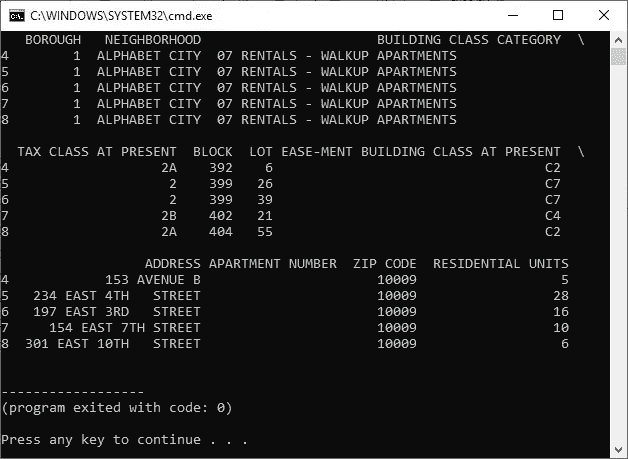 C:\WINDOWS\SYSTEM32\cmd.exe
BOROUGH NEIGHBORHOOD BUILDING CLASS CATEGORY \
4 1 ALPHABET CITY 07 RENTALS - WALKUP APARTMENTS
5 1 ALPHABET CITY 07 RENTALS - WALKUP APARTMENTS
6 1 ALPHABET CITY 07 RENTALS - WALKUP APARTMENTS
7 1 ALPHABET CITY 07 RENTALS - WALKUP APARTMENTS
8 1 ALPHABET CITY 07 RENTALS - WALKUP APARTMENTS
TAX CLASS AT PRESENT BLOCK LOT EASE-MENT BUILDING CLASS AT PRESENT \
4 2A 392 6 C2
5 2 399 26 C7
6 2 399 39 C7
7 2B 402 21 C4
8 2A 404 55 C2
ADDRESS APARTMENT NUMBER ZIP CODE RESIDENTIAL UNITS
4 153 AVENUE B 10009 5
5 234 EAST 4TH STREET 10009 28
6 197 EAST 3RD STREET 10009 16
7 154 EAST 7TH STREET 10009 10
8 301 EAST 10TH STREET 10009 6
------------------
(program exited with code: 0)
Press any key to continue . . .